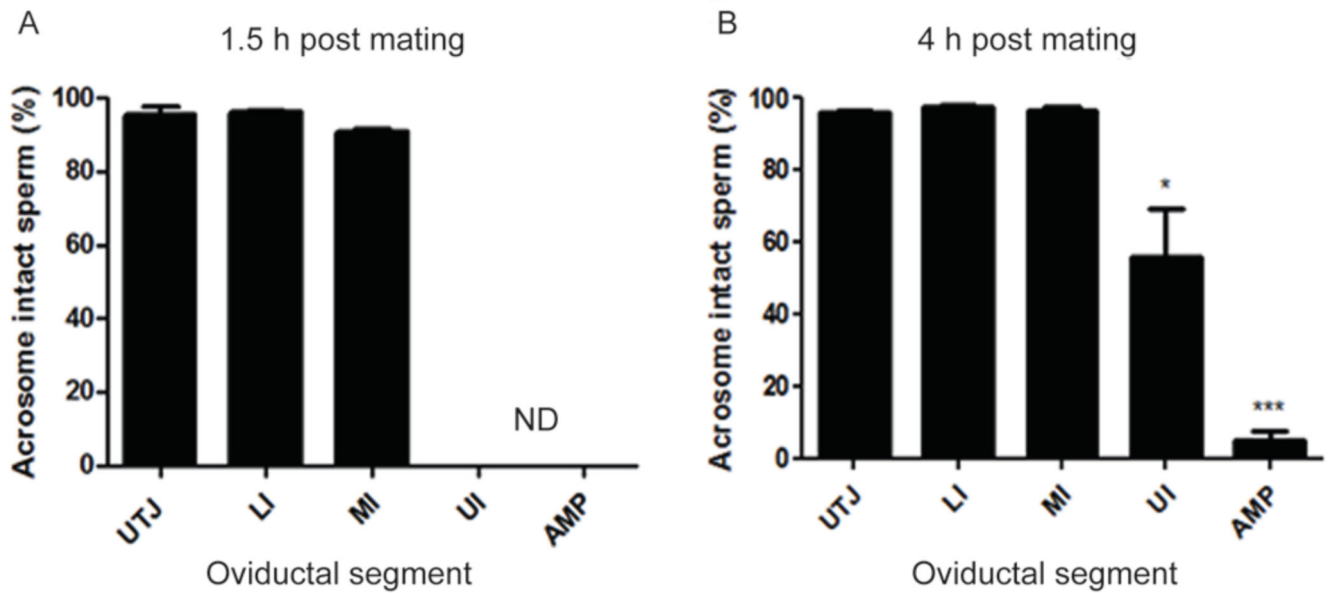 A
1.5 h post mating
Acrosome intact sperm (%)
100
80
60
40
20
0
ND
UTJ
LI
MI
UI
AMP
Oviductal segment
B
4 h post mating
Acrosome intact sperm (%)
100
80
60
40
20
0
*
***
UTJ
LI
MI
UI
AMP
Oviductal segment